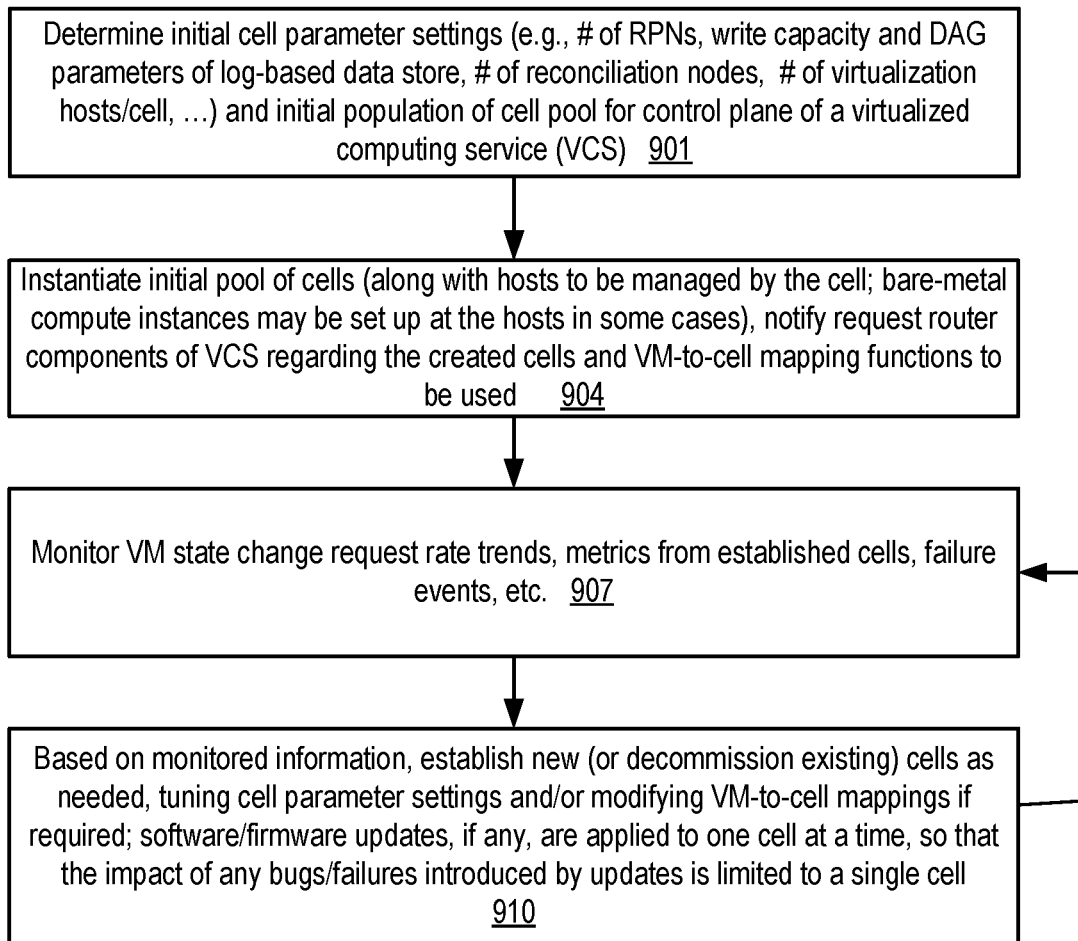 Determine initial cell parameter settings (e.g., # of RPNs, write capacity and DAG
parameters of log-based data store, # of reconciliation nodes, # of virtualization
hosts/cell, …) and initial population of cell pool for control plane of a virtualized
computing service (VCS) 901
Instantiate initial pool of cells (along with hosts to be managed by the cell; bare-metal
compute instances may be set up at the hosts in some cases), notify request router
components of VCS regarding the created cells and VM-to-cell mapping functions to
be used 904
Monitor VM state change request rate trends, metrics from established cells, failure
events, etc. 907
Based on monitored information, establish new (or decommission existing) cells as
needed, tuning cell parameter settings and/or modifying VM-to-cell mappings if
required; software/firmware updates, if any, are applied to one cell at a time, so that
the impact of any bugs/failures introduced by updates is limited to a single cell
910